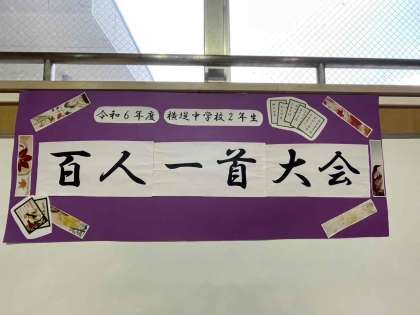 令和6年度 横堤中学校2年生
百人一首大会